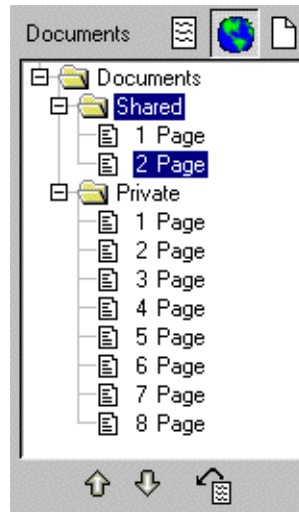 Documents
Documents
Shared
1 Page
2 Page
Private
1 Page
2 Page
3 Page
4 Page
5 Page
6 Page
7 Page
8 Page